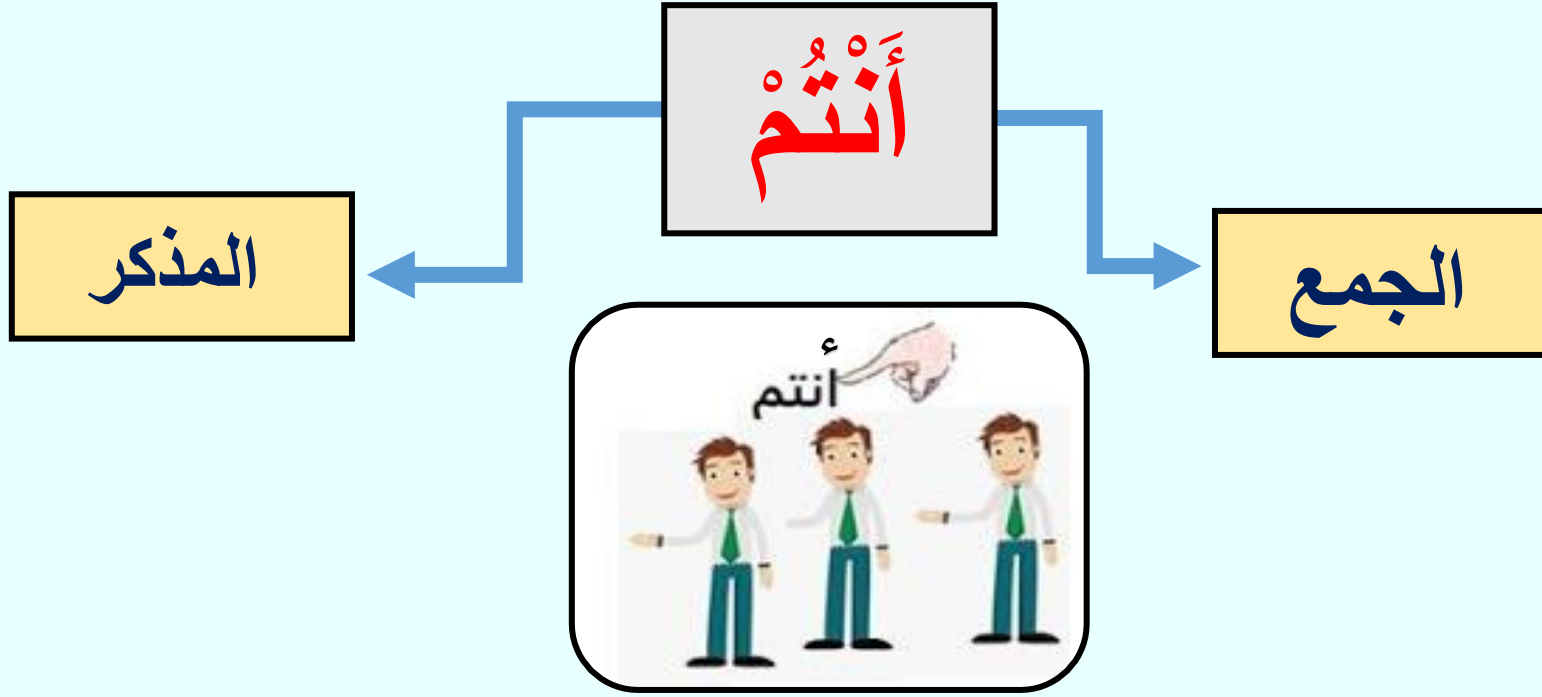 أَنْتُمْ
الجمع
المذكر
أنتم